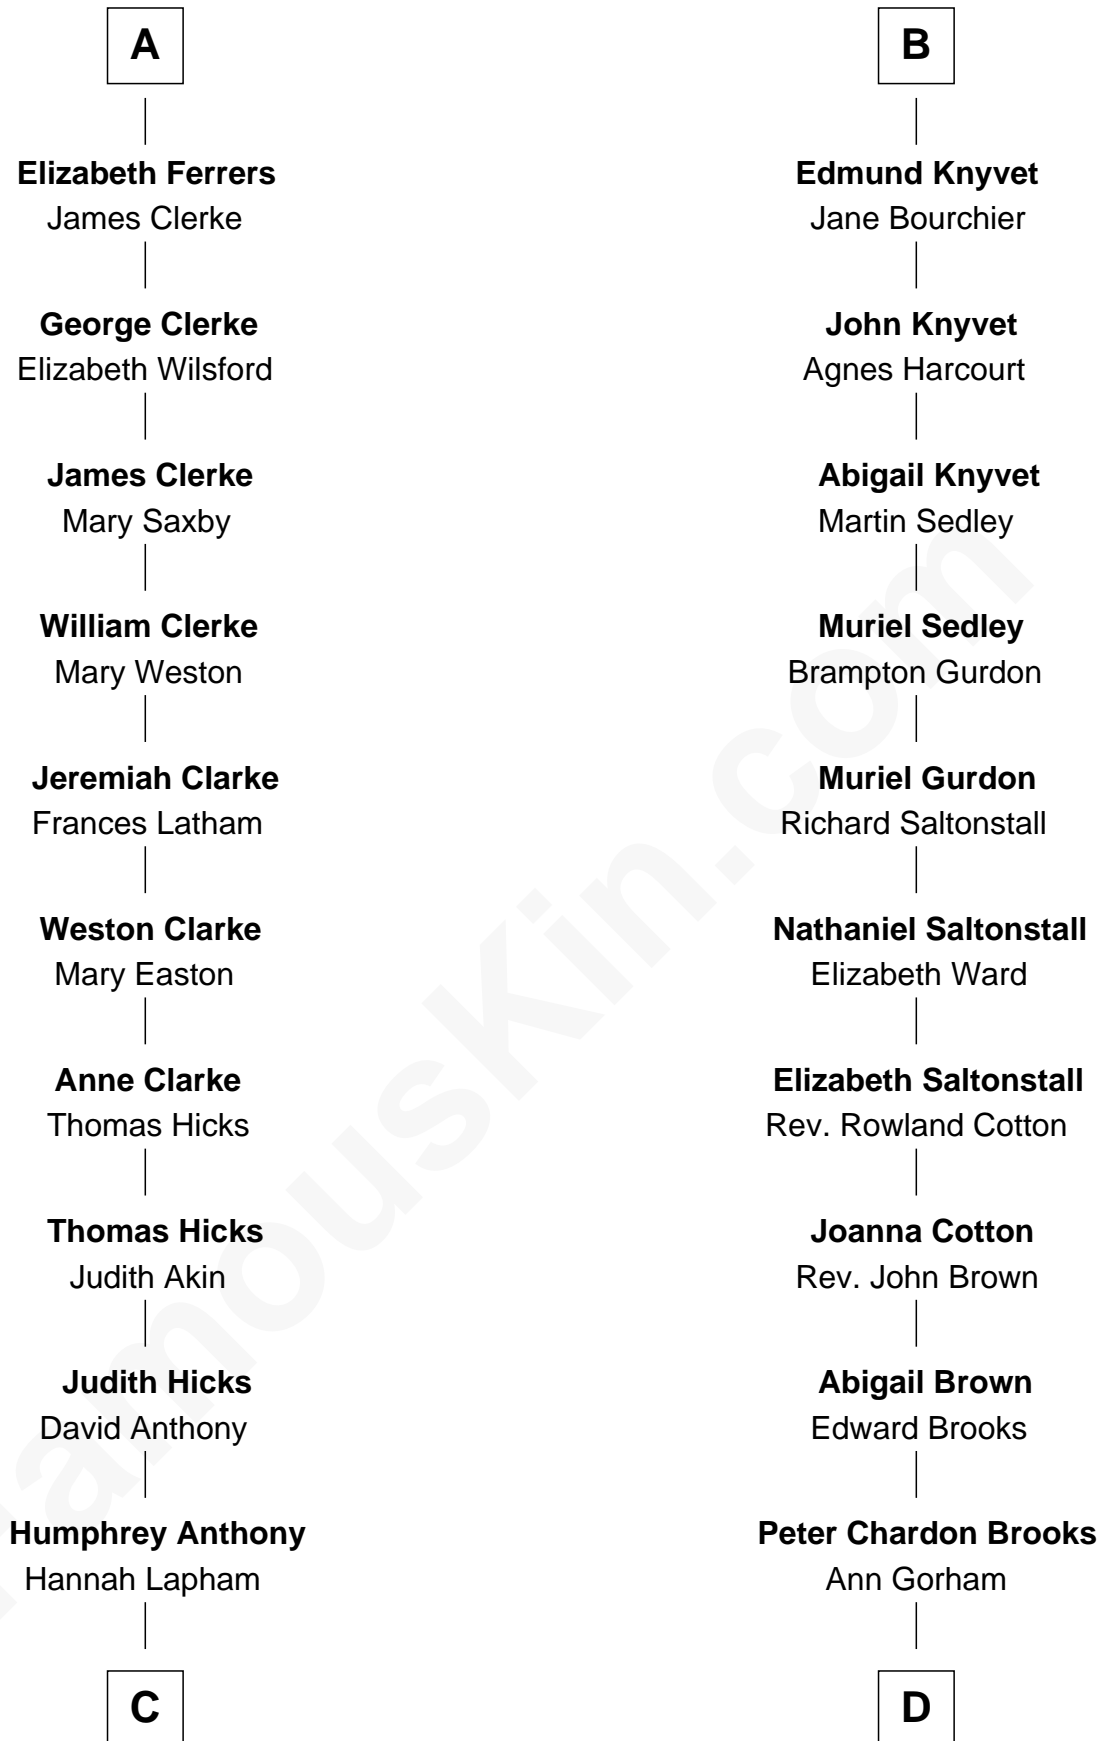 A
Elizabeth Ferrers
James Clerke
George Clerke
Elizabeth Wilsford
James Clerke
Mary Saxby
William Clerke
Mary Weston
Jeremiah Clarke
Frances Latham
Weston Clarke
Mary Easton
Anne Clarke
Thomas Hicks
Thomas Hicks
Judith Akin
Judith Hicks
David Anthony
Humphrey Anthony
Hannah Lapham
C
B
Edmund Knyvet
Jane Bourchier
John Knyvet
Agnes Harcourt
Abigail Knyvet
Martin Sedley
Muriel Sedley
Brampton Gurdon
Muriel Gurdon
Richard Saltonstall
Nathaniel Saltonstall
Elizabeth Ward
Elizabeth Saltonstall
Rev. Rowland Cotton
Joanna Cotton
Rev. John Brown
Abigail Brown
Edward Brooks
Peter Chardon Brooks
Ann Gorham
D
FamousKin.com